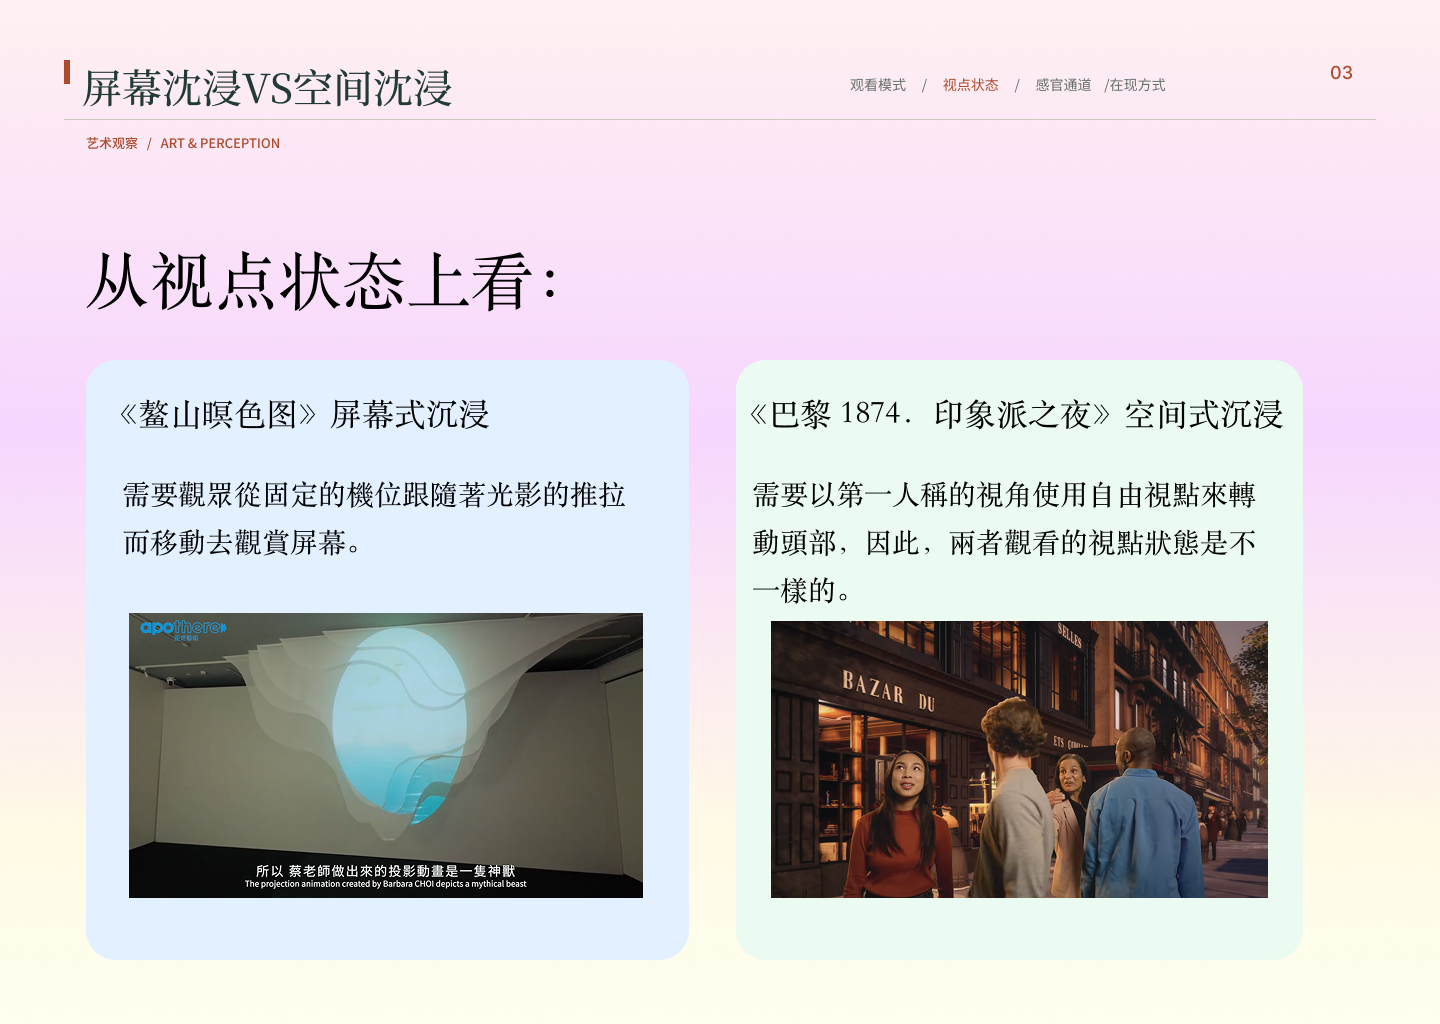 屏幕沈浸VS空间沈浸
观看模式 / 视点状态 / 感官通道 /在现方式
03
艺术观察 / ART & PERCEPTION
从视点状态上看：
《鳌山暝色图》屏幕式沉浸
需要觀眾從固定的機位跟隨著光影的推拉
而移動去觀賞屏幕。
apothere
所以 蔡老師做出來的投影動畫是一隻神獸
The projection animation created by Barbara CHOI depicts a mythical beast
《巴黎 1874．印象派之夜》空间式沉浸
需要以第一人稱的視角使用自由視點來轉
動頭部，因此，兩者觀看的視點狀態是不
一樣的。
SELLES
BAZAR DU
ETS